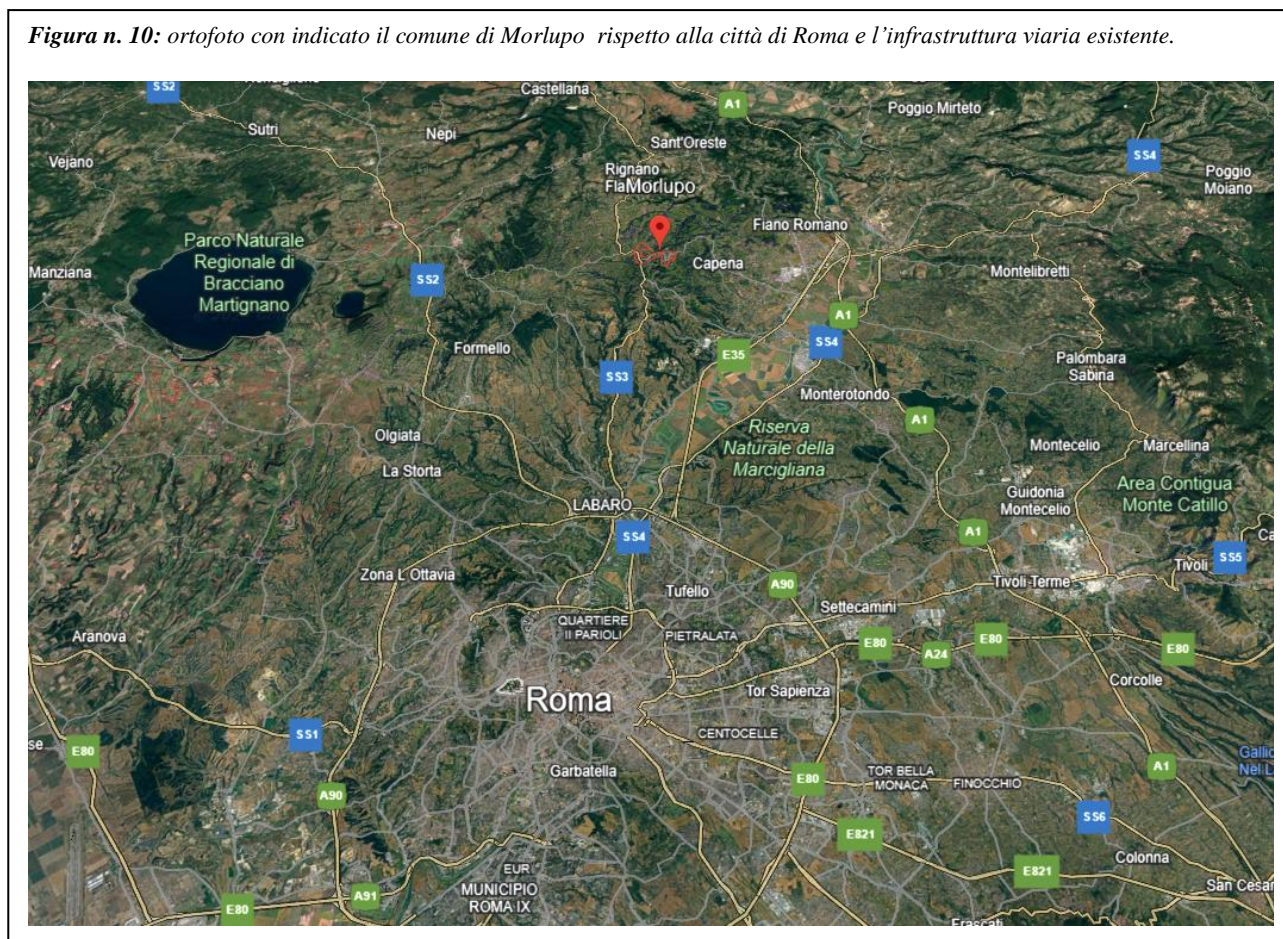 Figura n. 10: ortofoto con indicato il comune di Morlupo rispetto alla città di Roma e l'infrastruttura viaria esistente.
SS2
Castellana
A1
Poggio Mirteto
Sutri
Nepi
Sant'Oreste
SS4
Vejano
Rignano
Fla
Morlupo
Poggio
Moiano
Fiano Romano
Parco Naturale
Regionale di
Bracciano
Martignano
Manziana
SS2
Capena
Montelibretti
A1
Formello
E35
SS4
SS3
Palombara
Sabina
Monterotondo
A1
Olgiata
Riserva
Naturale della
Marcigliana
Montecelio
Marcellina
La Storta
Area Contigua
Monte Catillo
Guidonia
Montecelio
LABARO
SS4
A1
SS5
Zona L Ottavia
Tivoli
A90
Tufello
Tivoli Terme
Settecamini
QUARTIERE
II PARIOLI
PIETRALATA
Aranova
E80
A24
E80
E80
Corcolle
Roma
Tor Sapienza
SS1
CENTOCELLE
E80
Garbatella
TOR BELLA
MONACA
FINOCCHIO
A1
E80
A90
SS6
E821
Colonna
EUR
MUNICIPIO
ROMA IX
E821
A91
E80
San Cesar
Frascati